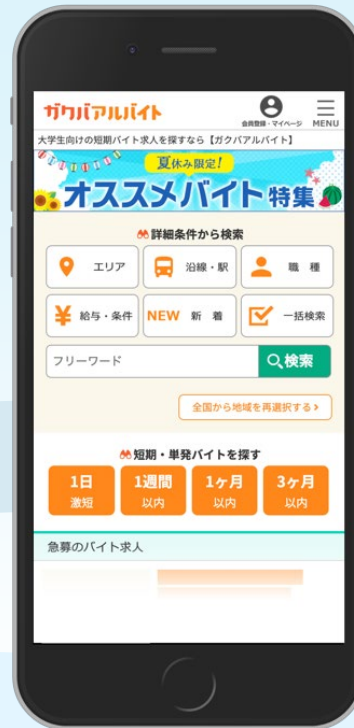 ガクバアルバイト
会員登録・マイページ MENU
大学生向けの短期バイト求人を探すなら【ガクバアルバイト】
夏休み限定!
オススメバイト特集
詳細条件から検索
エリア 沿線・駅 職種
給与・条件 NEW 新着 一括検索
フリーワード 検索
全国から地域を再選択する
短期・単発バイトを探す
1日 1週間 1ヶ月 3ヶ月
激短 以内 以内 以内
急募のバイト求人